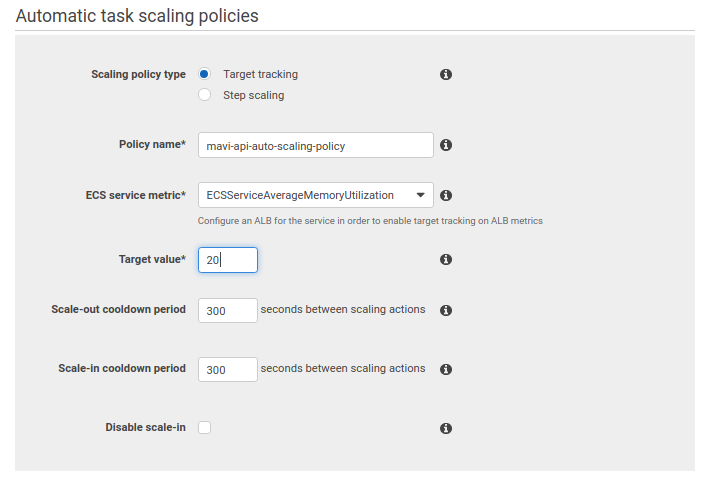 Automatic task scaling policies
Scaling policy type
Target tracking
Step scaling
Policy name* mavi-api-auto-scaling-policy
ECS service metric* ECSServiceAverageMemoryUtilization
Configure an ALB for the service in order to enable target tracking on ALB metrics
Target value* 20
Scale-out cooldown period 300 seconds between scaling actions
Scale-in cooldown period 300 seconds between scaling actions
Disable scale-in